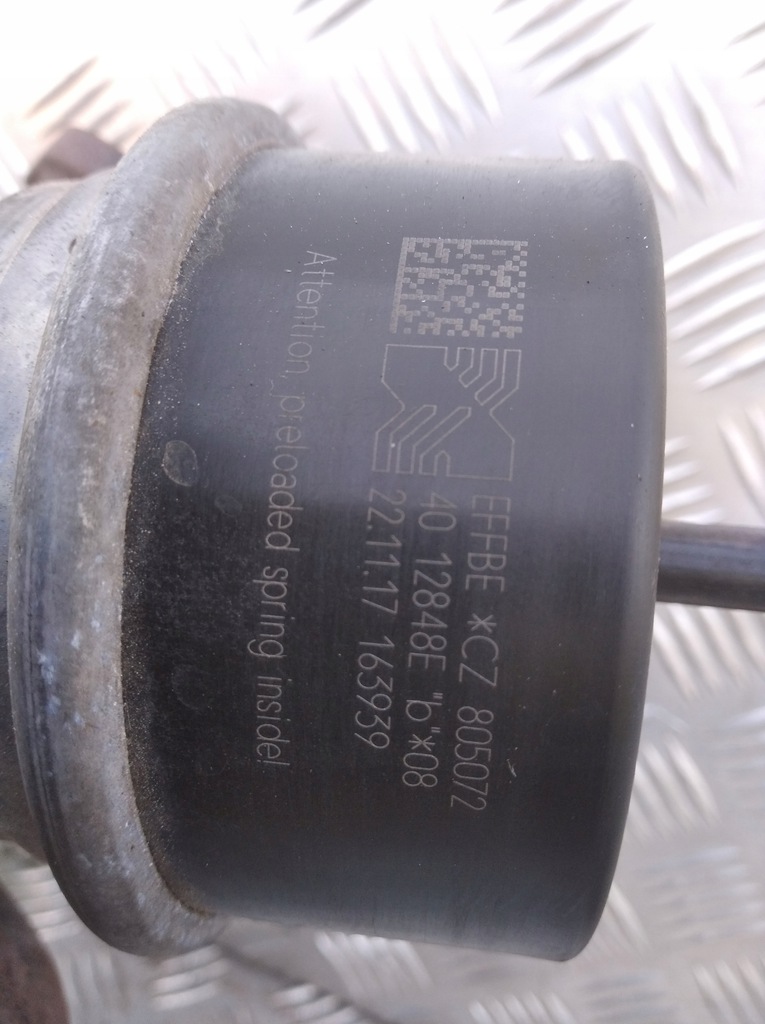 EFFBE *CZ 805072
40 12848E "b"*08
22.11.17 163939
Attention, preloaded spring inside!